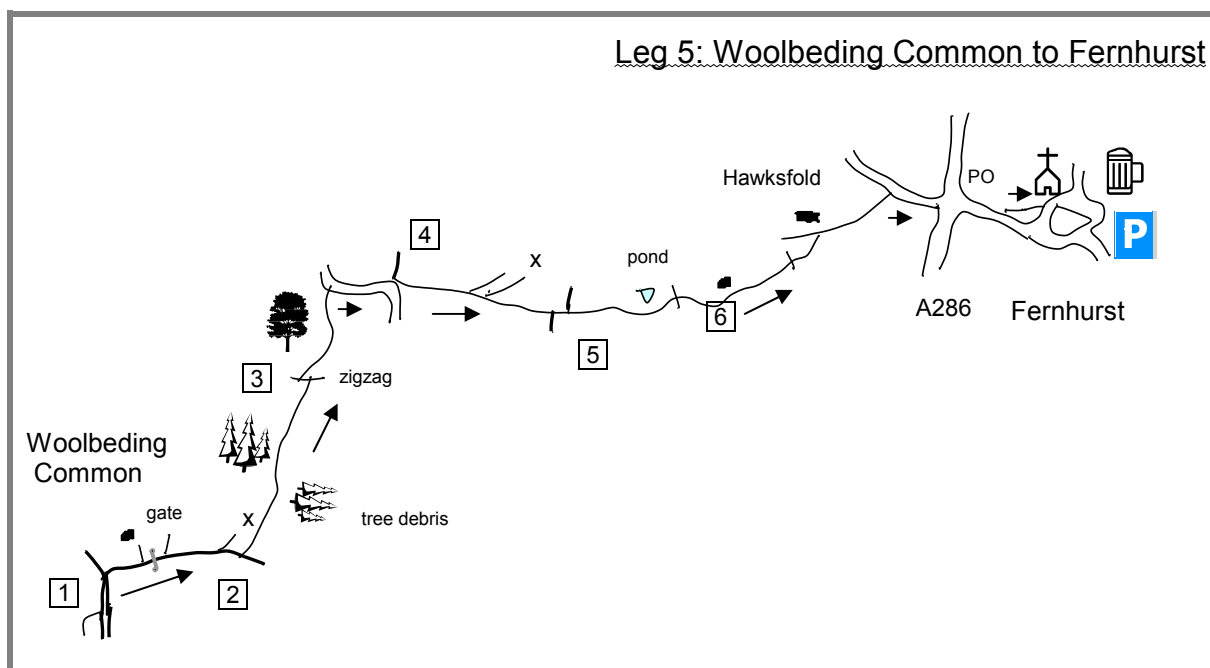 Leg 5: Woolbeding Common to Fernhurst
PO
Hawksfold
P
4
x
pond
6
A286
Fernhurst
5
3
zigzag
Woolbeding
Common
gate
x
tree debris
1
2